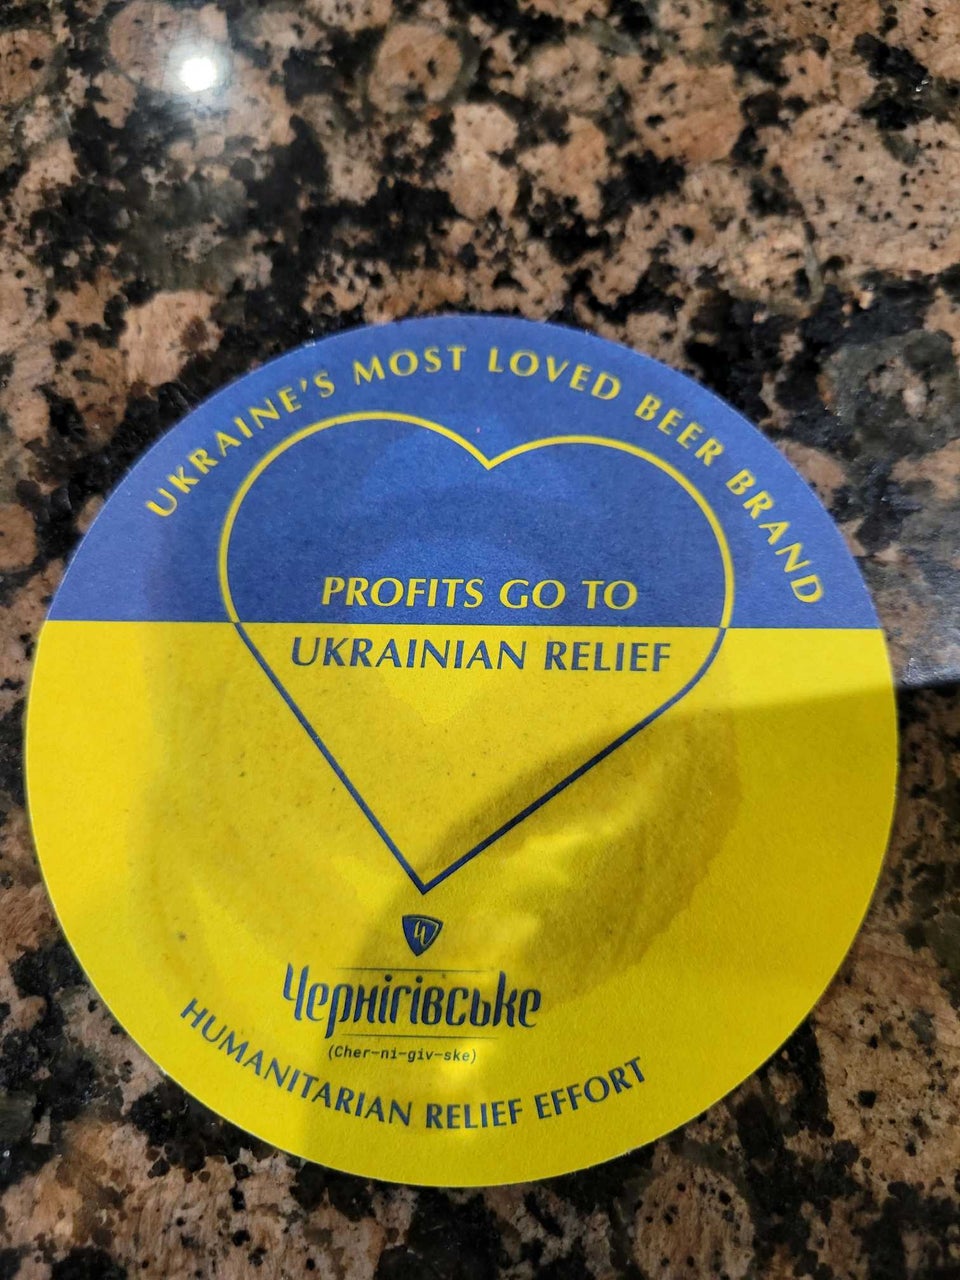 UKRAINE'S MOST LOVED BEER BRAND
PROFITS GO TO
UKRAINIAN RELIEF
Чернігівське
(Cher-ni-giv-ske)
HUMANITARIAN RELIEF EFFORT